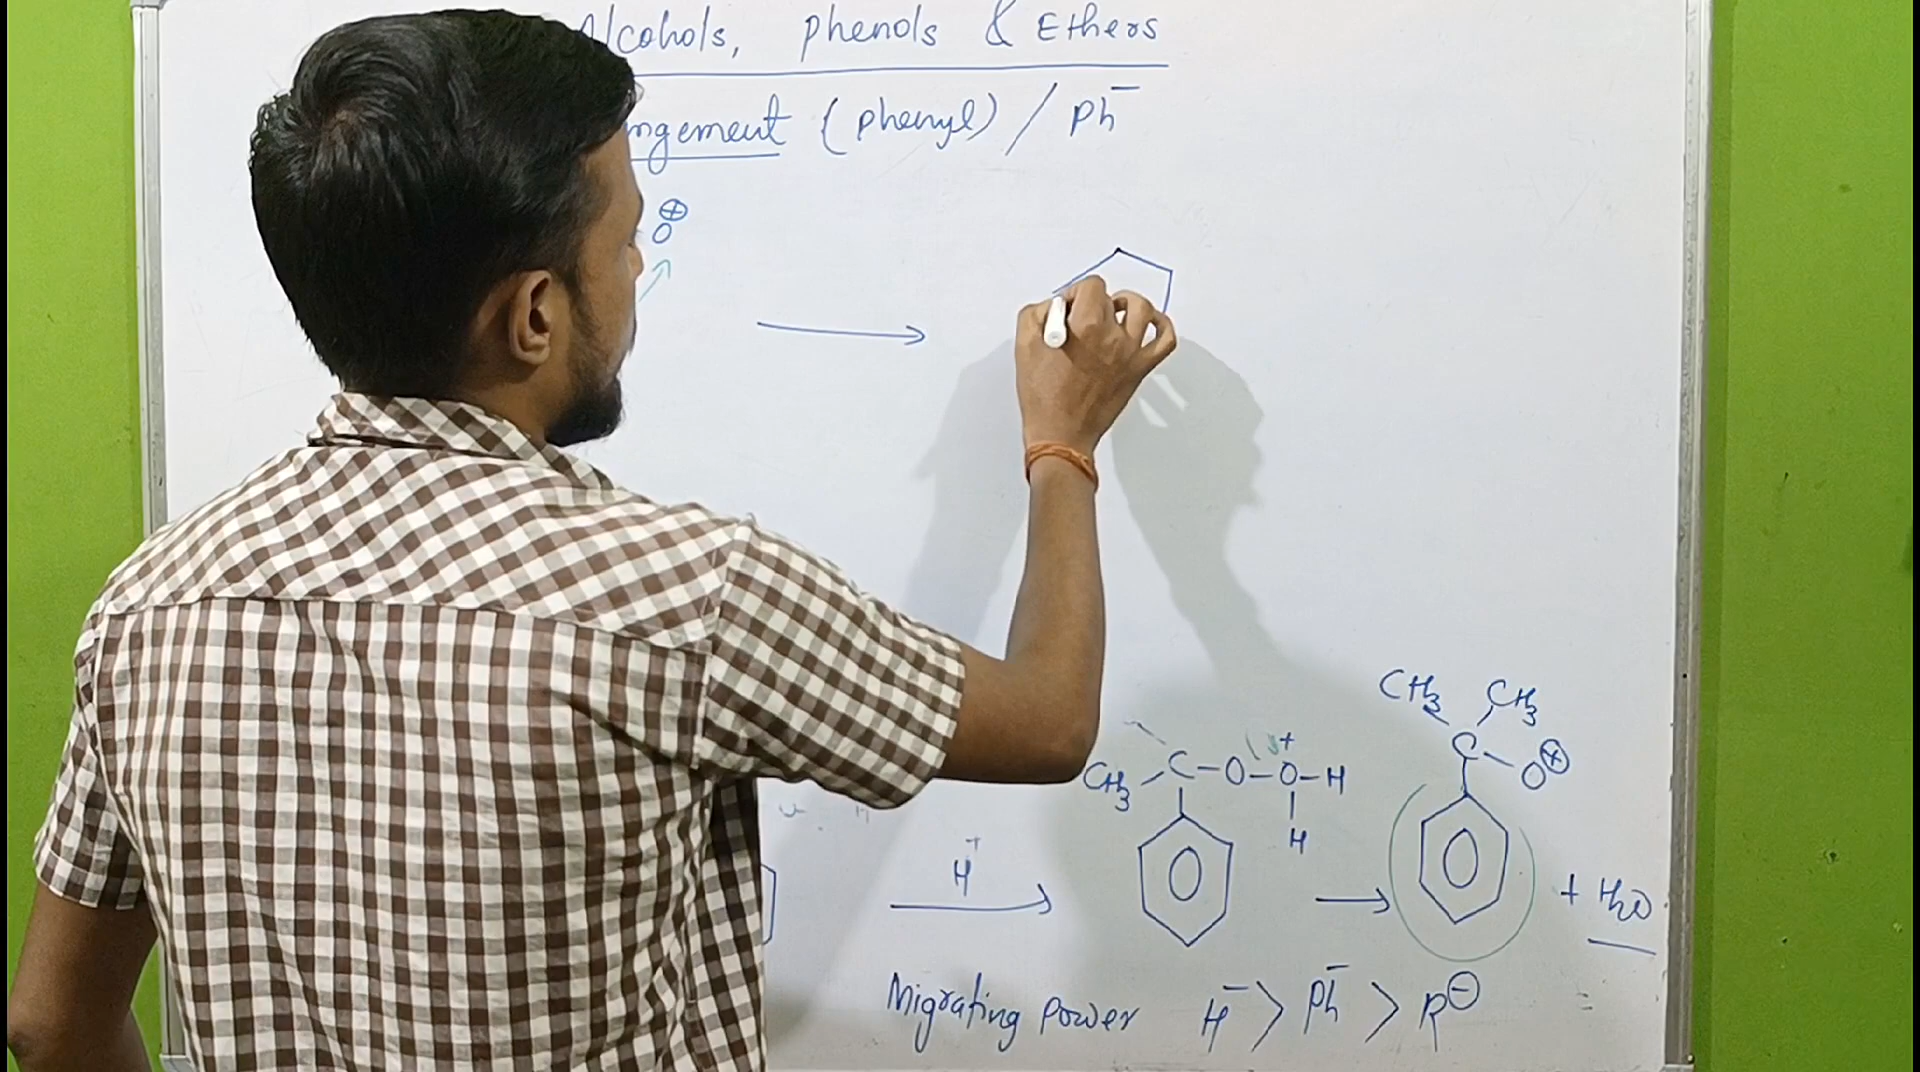 Alcohols, phenols & Ethers
ngement (phenyl) / Ph⁻
⊕
O
CH₃ CH₃
C – O⊕
CH₃ – C – O – O⁺ – H
H
H⁺
+ H₂O
Migrating power H⁻ > Ph⁻ > R⊖